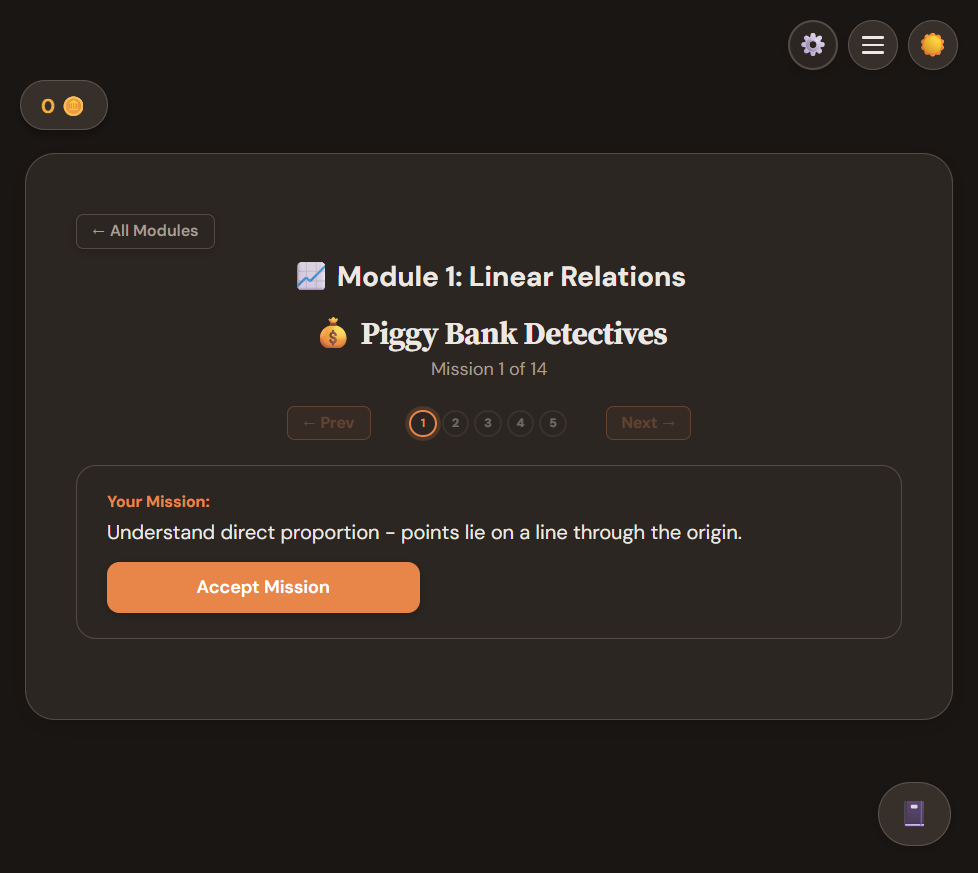 0
← All Modules
Module 1: Linear Relations
Piggy Bank Detectives
Mission 1 of 14
← Prev 1 2 3 4 5 Next →
Your Mission:
Understand direct proportion - points lie on a line through the origin.
Accept Mission